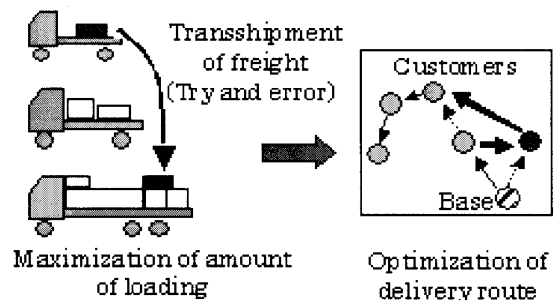 Transshipment
of freight
(Try and error)
Customers
Base
Maximization of amount
of loading
Optimization of
delivery route